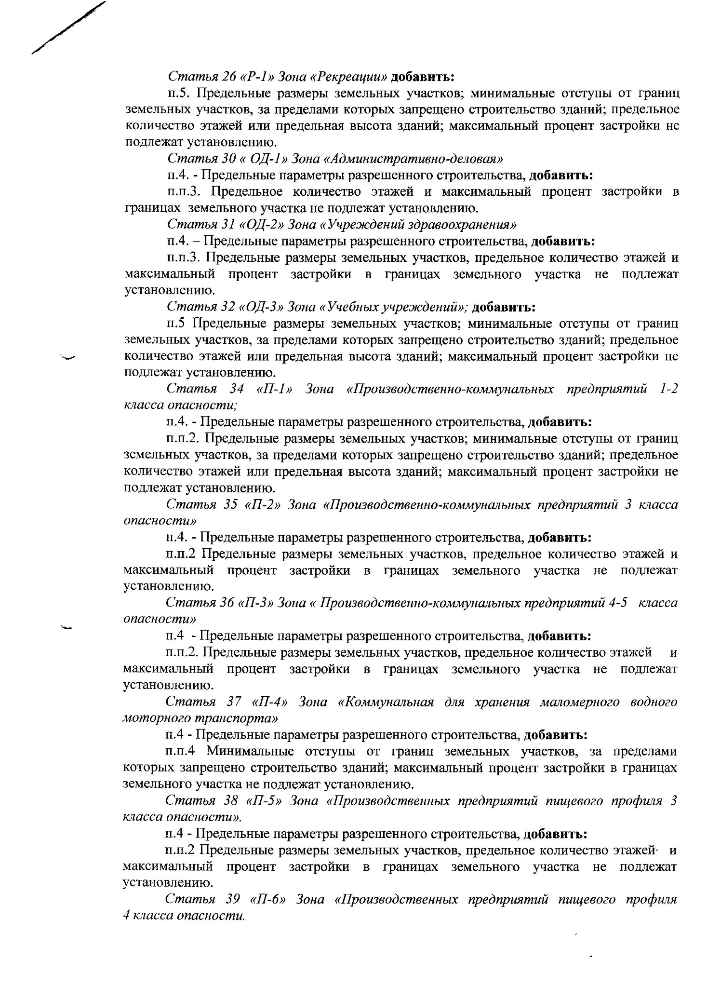 Статья 26 «Р-1» Зона «Рекреации» добавить:
п.5. Предельные размеры земельных участков; минимальные отступы от границ
земельных участков, за пределами которых запрещено строительство зданий; предельное
количество этажей или предельная высота зданий; максимальный процент застройки не
подлежат установлению.
Статья 30 « ОД-1» Зона «Административно-деловая»
п.4. - Предельные параметры разрешенного строительства, добавить:
п.п.3. Предельное количество этажей и максимальный процент застройки в
границах земельного участка не подлежат установлению.
Статья 31 «ОД-2» Зона «Учреждений здравоохранения»
п.4. – Предельные параметры разрешенного строительства, добавить:
п.п.3. Предельные размеры земельных участков, предельное количество этажей и
максимальный процент застройки в границах земельного участка не подлежат
установлению.
Статья 32 «ОД-3» Зона «Учебных учреждений»; добавить:
п.5 Предельные размеры земельных участков; минимальные отступы от границ
земельных участков, за пределами которых запрещено строительство зданий; предельное
количество этажей или предельная высота зданий; максимальный процент застройки не
подлежат установлению.
Статья 34 «П-1» Зона «Производственно-коммунальных предприятий 1-2
класса опасности;
п.4. - Предельные параметры разрешенного строительства, добавить:
п.п.2. Предельные размеры земельных участков; минимальные отступы от границ
земельных участков, за пределами которых запрещено строительство зданий; предельное
количество этажей или предельная высота зданий; максимальный процент застройки не
подлежат установлению.
Статья 35 «П-2» Зона «Производственно-коммунальных предприятий 3 класса
опасности»
п.4. - Предельные параметры разрешенного строительства, добавить:
п.п.2 Предельные размеры земельных участков, предельное количество этажей и
максимальный процент застройки в границах земельного участка не подлежат
установлению.
Статья 36 «П-3» Зона « Производственно-коммунальных предприятий 4-5 класса
опасности»
п.4 - Предельные параметры разрешенного строительства, добавить:
п.п.2. Предельные размеры земельных участков, предельное количество этажей и
максимальный процент застройки в границах земельного участка не подлежат
установлению.
Статья 37 «П-4» Зона «Коммунальная для хранения маломерного водного
моторного транспорта»
п.4 - Предельные параметры разрешенного строительства, добавить:
п.п.4 Минимальные отступы от границ земельных участков, за пределами
которых запрещено строительство зданий; максимальный процент застройки в границах
земельного участка не подлежат установлению.
Статья 38 «П-5» Зона «Производственных предприятий пищевого профиля 3
класса опасности».
п.4 - Предельные параметры разрешенного строительства, добавить:
п.п.2 Предельные размеры земельных участков, предельное количество этажей и
максимальный процент застройки в границах земельного участка не подлежат
установлению.
Статья 39 «П-6» Зона «Производственных предприятий пищевого профиля
4 класса опасности.